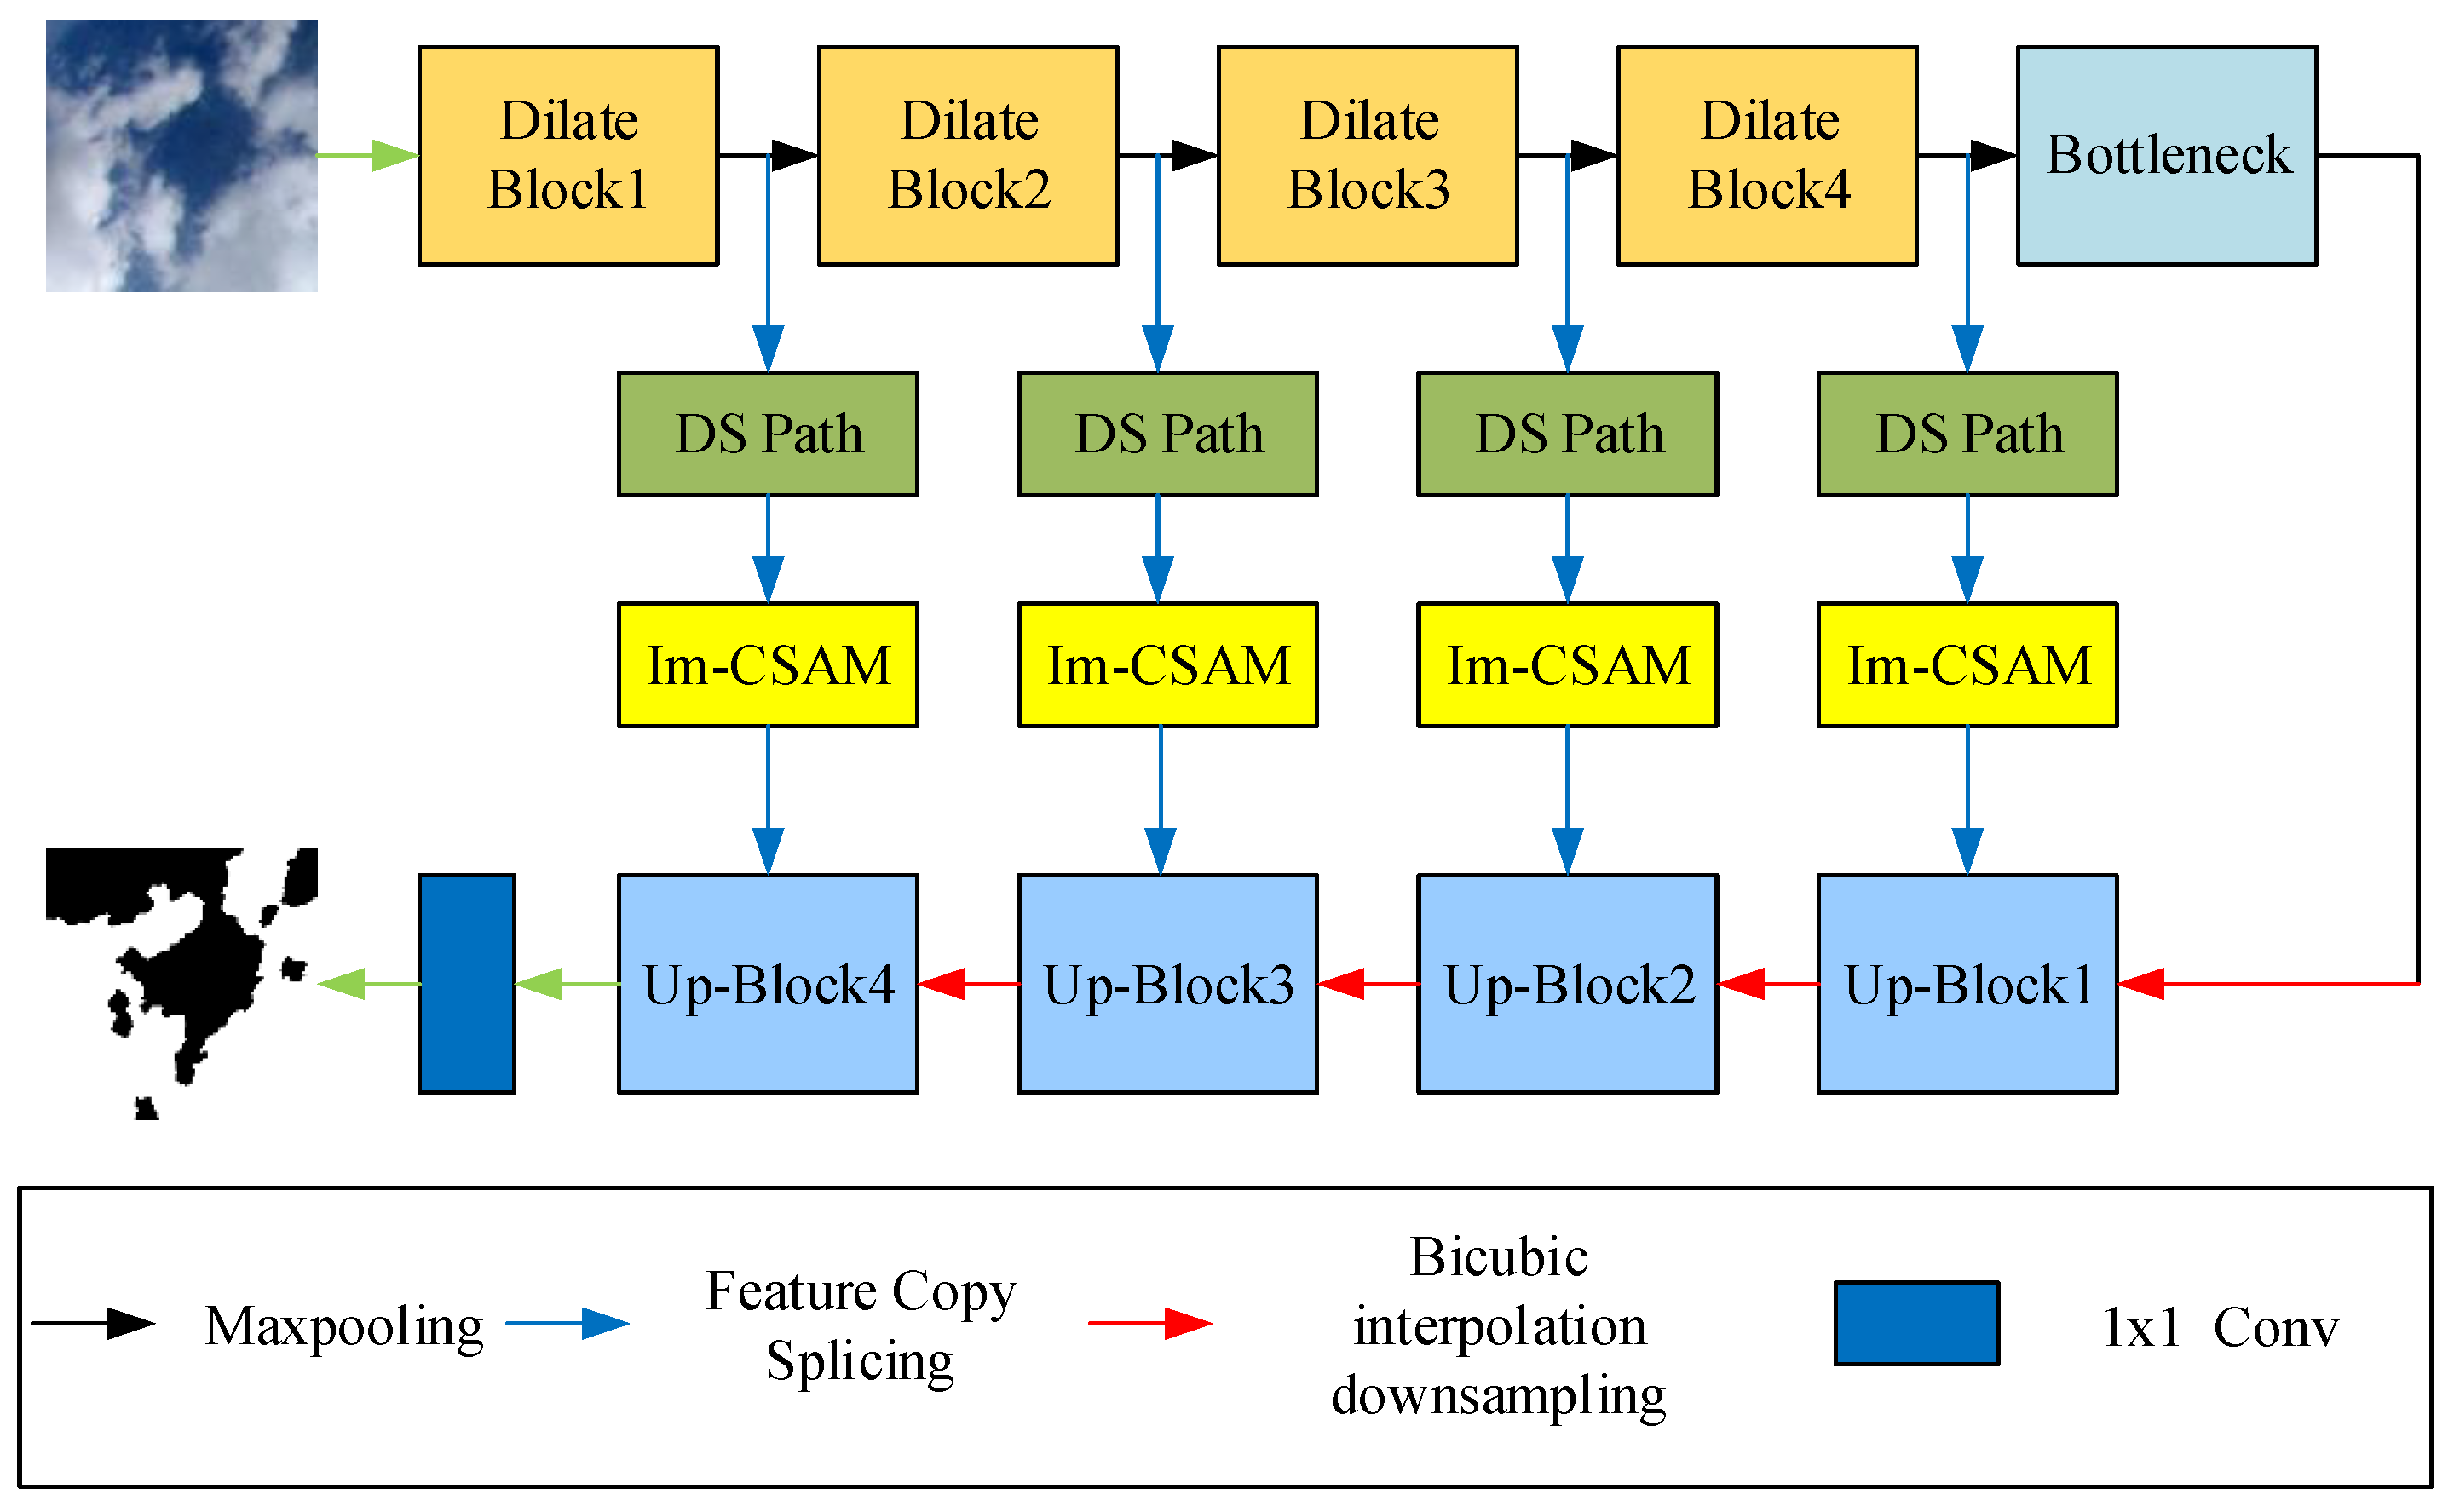 Dilate
Block1
Dilate
Block2
Dilate
Block3
Dilate
Block4
Bottleneck
DS Path
DS Path
DS Path
DS Path
Im-CSAM
Im-CSAM
Im-CSAM
Im-CSAM
Up-Block4
Up-Block3
Up-Block2
Up-Block1
Maxpooling
Feature Copy
Splicing
Bicubic
interpolation
downsampling
1x1 Conv